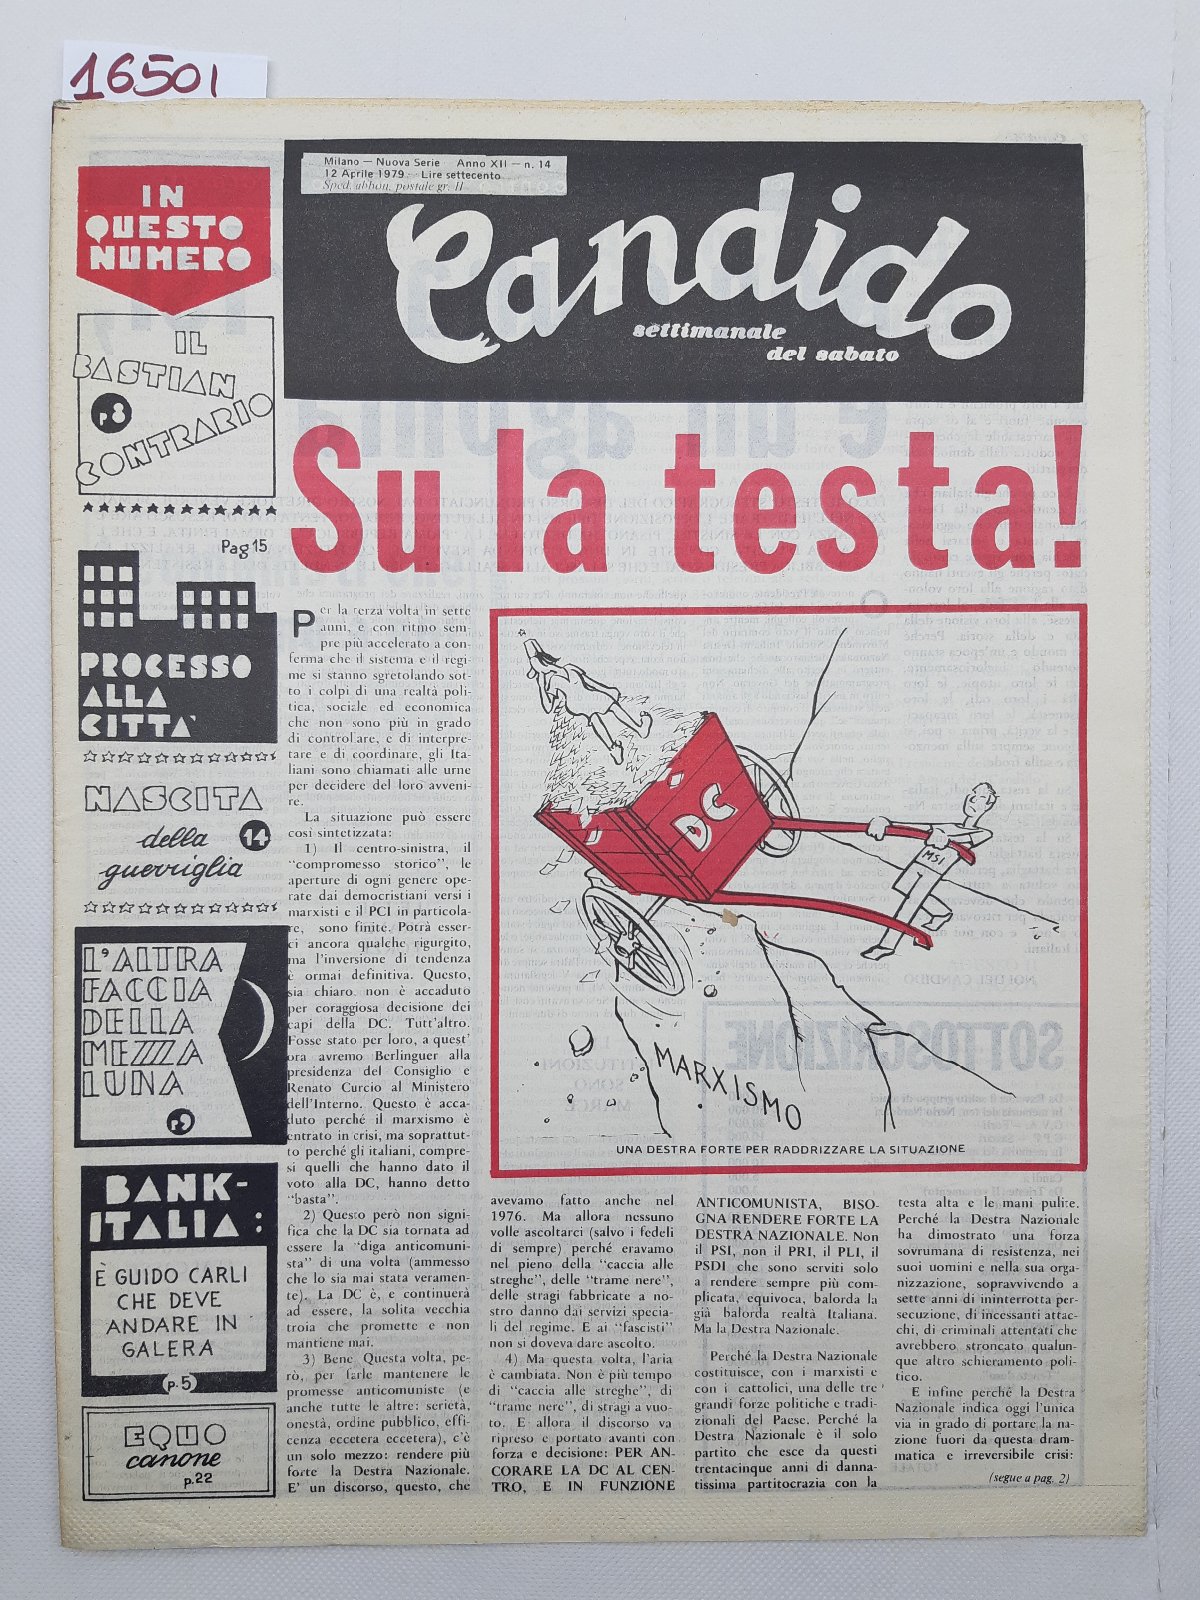 16501
Milano — Nuova Serie Anno XII — n. 14
12 Aprile 1979 Lire settecento
Sped. abbon. postale gr. II
Candido
settimanale
del sabato
IN
QUESTO
NUMERO
IL
BASTIAN
p8
CONTRARIO
Pag 15
PROCESSO
ALLA
CITTA'
NASCITA
della 14
guerriglia
L'ALTRA
FACCIA
DELLA
MEZZA
LUNA
BANK-
ITALIA:
È GUIDO CARLI
CHE DEVE
ANDARE IN
GALERA
p.5
EQUO
canone
p.22
Su la testa!
Per la terza volta in sette
anni, e con ritmo sem-
pre più accelerato a con-
ferma che il sistema e il regi-
me si stanno sgretolando sot-
to i colpi di una realtà poli-
tica, sociale ed economica
che non sono più in grado
di controllare, e di interpre-
tare e di coordinare, gli Ita-
liani sono chiamati alle urne
per decidere del loro avveni-
re.
La situazione può essere
così sintetizzata:
1) Il centro-sinistra, il
"compromesso storico", le
aperture di ogni genere ope-
rate dai democristiani versi i
marxisti e il PCI in particola-
re, sono finite. Potrà esser-
ci ancora qualche rigurgito,
ma l'inversione di tendenza
è ormai definitiva. Questo,
sia chiaro. non è accaduto
per coraggiosa decisione dei
capi della DC. Tutt'altro.
Fosse stato per loro, a quest'
ora avremo Berlinguer alla
presidenza del Consiglio e
Renato Curcio al Ministero
dell'Interno. Questo è acca-
duto perché il marxismo è
entrato in crisi, ma soprattut-
to perché gli italiani, compre-
si quelli che hanno dato il
voto alla DC, hanno detto
"basta".
2) Questo però non signi-
fica che la DC sia tornata ad
essere la "diga anticomuni-
sta" di una volta (ammesso
che lo sia mai stata veramen-
te). La DC è, e continuerà
ad essere, la solita vecchia
troia che promette e non
mantiene mai.
3) Bene Questa volta, pe-
rò, per farle mantenere le
promesse anticomuniste (e
anche tutte le altre: serietà,
onestà, ordine pubblico, effi-
cenza eccetera eccetera), c'è
un solo mezzo: rendere più
forte la Destra Nazionale.
E' un discorso, questo, che
DC
MSI
MARXISMO
UNA DESTRA FORTE PER RADDRIZZARE LA SITUAZIONE
avevamo fatto anche nel
1976. Ma allora nessuno
volle ascoltarci (salvo i fedeli
di sempre) perché eravamo
nel pieno della "caccia alle
streghe", delle "trame nere",
delle stragi fabbricate a no-
stro danno dai servizi specia-
li del regime. E ai "fascisti"
non si doveva dare ascolto.
4) Ma questa volta, l'aria
è cambiata. Non è più tempo
di "caccia alle streghe", di
"trame nere", di stragi a vuo-
to. E allora il discorso va
ripreso e portato avanti con
forza e decisione: PER AN-
CORARE LA DC AL CEN-
TRO, E IN FUNZIONE
ANTICOMUNISTA, BISO-
GNA RENDERE FORTE LA
DESTRA NAZIONALE. Non
il PSI, non il PRI, il PLI, il
PSDI che sono serviti solo
a rendere sempre più com-
plicata, equivoca, balorda la
già balorda realtà Italiana.
Ma la Destra Nazionale.
Perché la Destra Nazionale
costituisce, con i marxisti e
con i cattolici, una delle tre
grandi forze politiche e tradi-
zionali del Paese. Perché la
Destra Nazionale è il solo
partito che esce da questi
trentacinque anni di danna-
tissima partitocrazia con la
testa alta e le mani pulite.
Perché la Destra Nazionale
ha dimostrato una forza
sovrumana di resistenza, nei
suoi uomini e nella sua orga-
nizzazione, sopravvivendo a
sette anni di ininterrotta per-
secuzione, di incessanti attac-
chi, di criminali attentati che
avrebbero stroncato qualun-
que altro schieramento poli-
tico.
E infine perchè la Destra
Nazionale indica oggi l'unica
via in grado di portare la na-
zione fuori da questa dram-
matica e irreversibile crisi:
(segue a pag. 2)